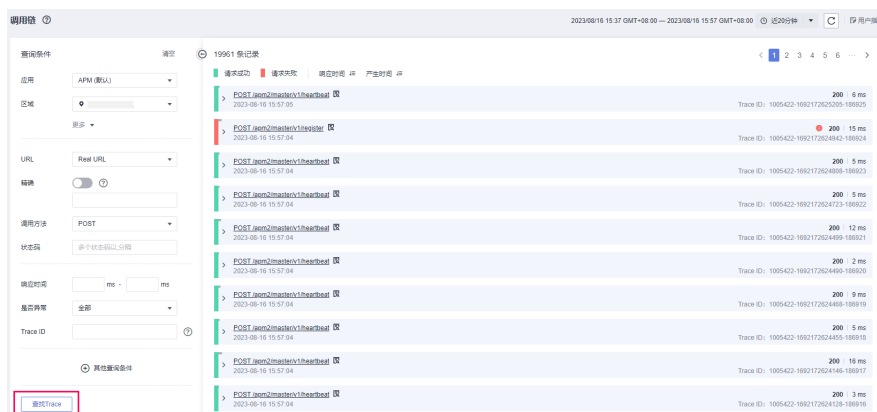 调用链
2023/08/16 15:37 GMT+08:00 — 2023/08/16 15:57 GMT+08:00 近20分钟
用户指
查询条件 清空
应用 APM (默认)
区域
更多
URL Real URL
精确
调用方法 POST
状态码 多个状态码以,分隔
响应时间 ms - ms
是否异常 全部
Trace ID
其他查询条件
查找Trace
19961 条记录
1 2 3 4 5 6 ···
请求成功 请求失败 响应时间 产生时间
POST /apm2/master/v1/heartbeat 200 6 ms
2023-08-16 15:57:05 Trace ID: 1005422-1692172625205-186925
POST /apm2/master/v1/register 200 15 ms
2023-08-16 15:57:04 Trace ID: 1005422-1692172624942-186924
POST /apm2/master/v1/heartbeat 200 5 ms
2023-08-16 15:57:04 Trace ID: 1005422-1692172624808-186923
POST /apm2/master/v1/heartbeat 200 5 ms
2023-08-16 15:57:04 Trace ID: 1005422-1692172624723-186922
POST /apm2/master/v1/heartbeat 200 12 ms
2023-08-16 15:57:04 Trace ID: 1005422-1692172624499-186921
POST /apm2/master/v1/heartbeat 200 2 ms
2023-08-16 15:57:04 Trace ID: 1005422-1692172624490-186920
POST /apm2/master/v1/heartbeat 200 9 ms
2023-08-16 15:57:04 Trace ID: 1005422-1692172624468-186919
POST /apm2/master/v1/heartbeat 200 5 ms
2023-08-16 15:57:04 Trace ID: 1005422-1692172624455-186918
POST /apm2/master/v1/heartbeat 200 16 ms
2023-08-16 15:57:04 Trace ID: 1005422-1692172624146-186917
POST /apm2/master/v1/heartbeat 200 3 ms
2023-08-16 15:57:04 Trace ID: 1005422-1692172624128-186916